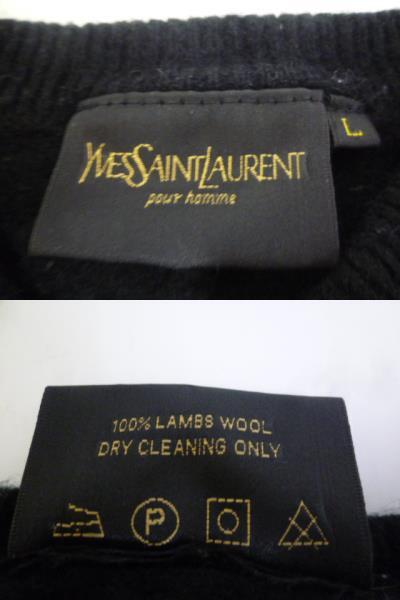 YVES SAINT LAURENT
pour homme
L
100% LAMBS WOOL
DRY CLEANING ONLY
P